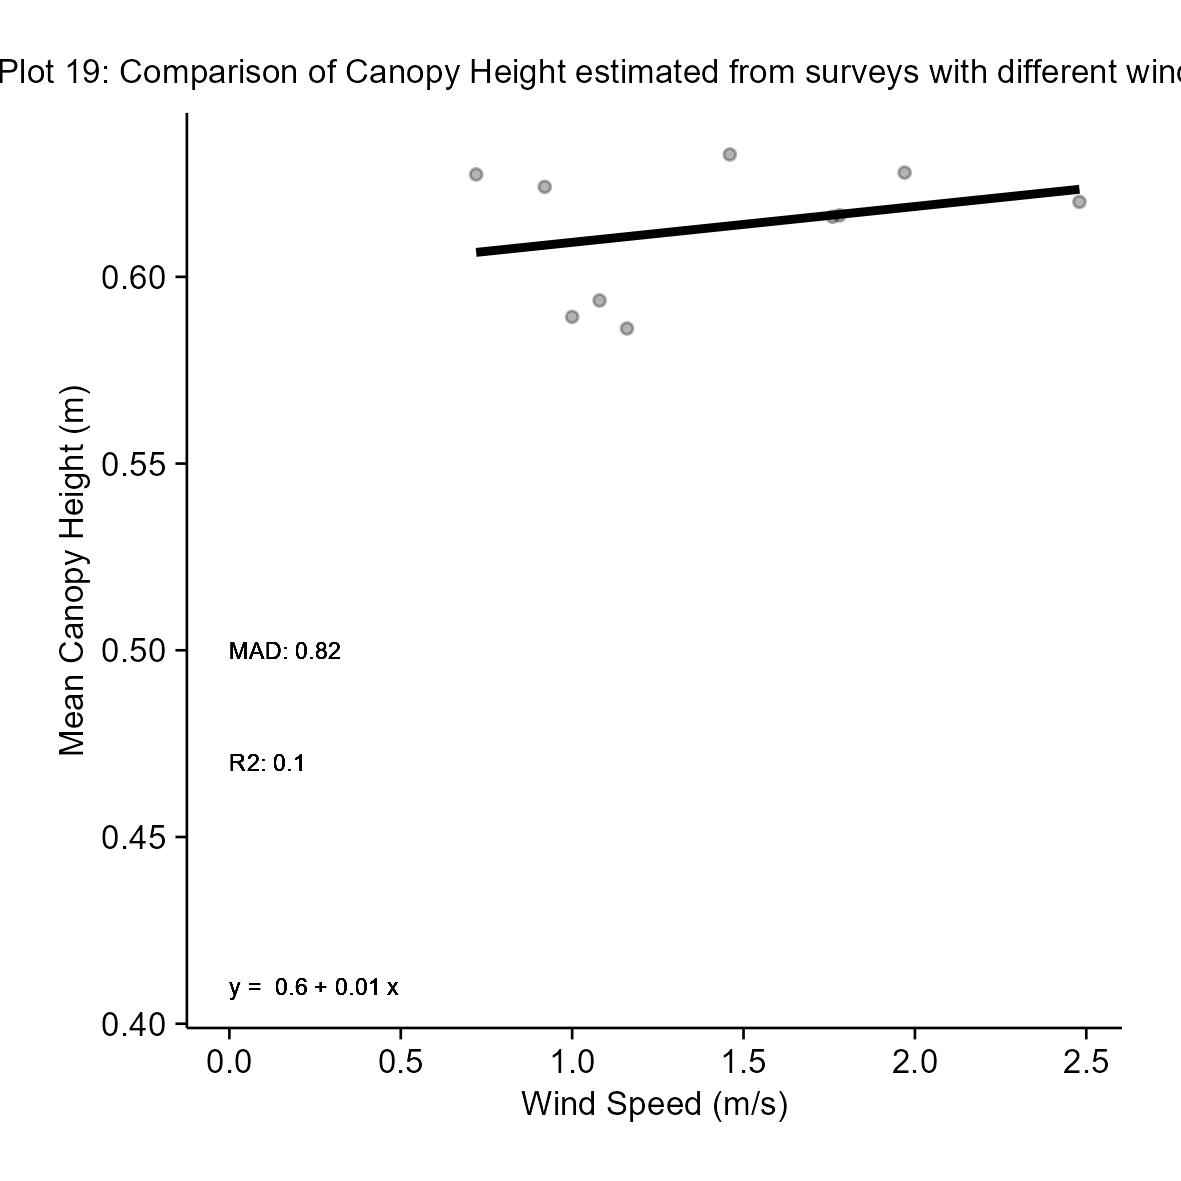 Plot 19: Comparison of Canopy Height estimated from surveys with different
Mean Canopy Height (m)
0.60
0.55
0.50
0.45
0.40
MAD: 0.82
R2: 0.1
y = 0.6 + 0.01 x
0.0 0.5 1.0 1.5 2.0 2.5
Wind Speed (m/s)